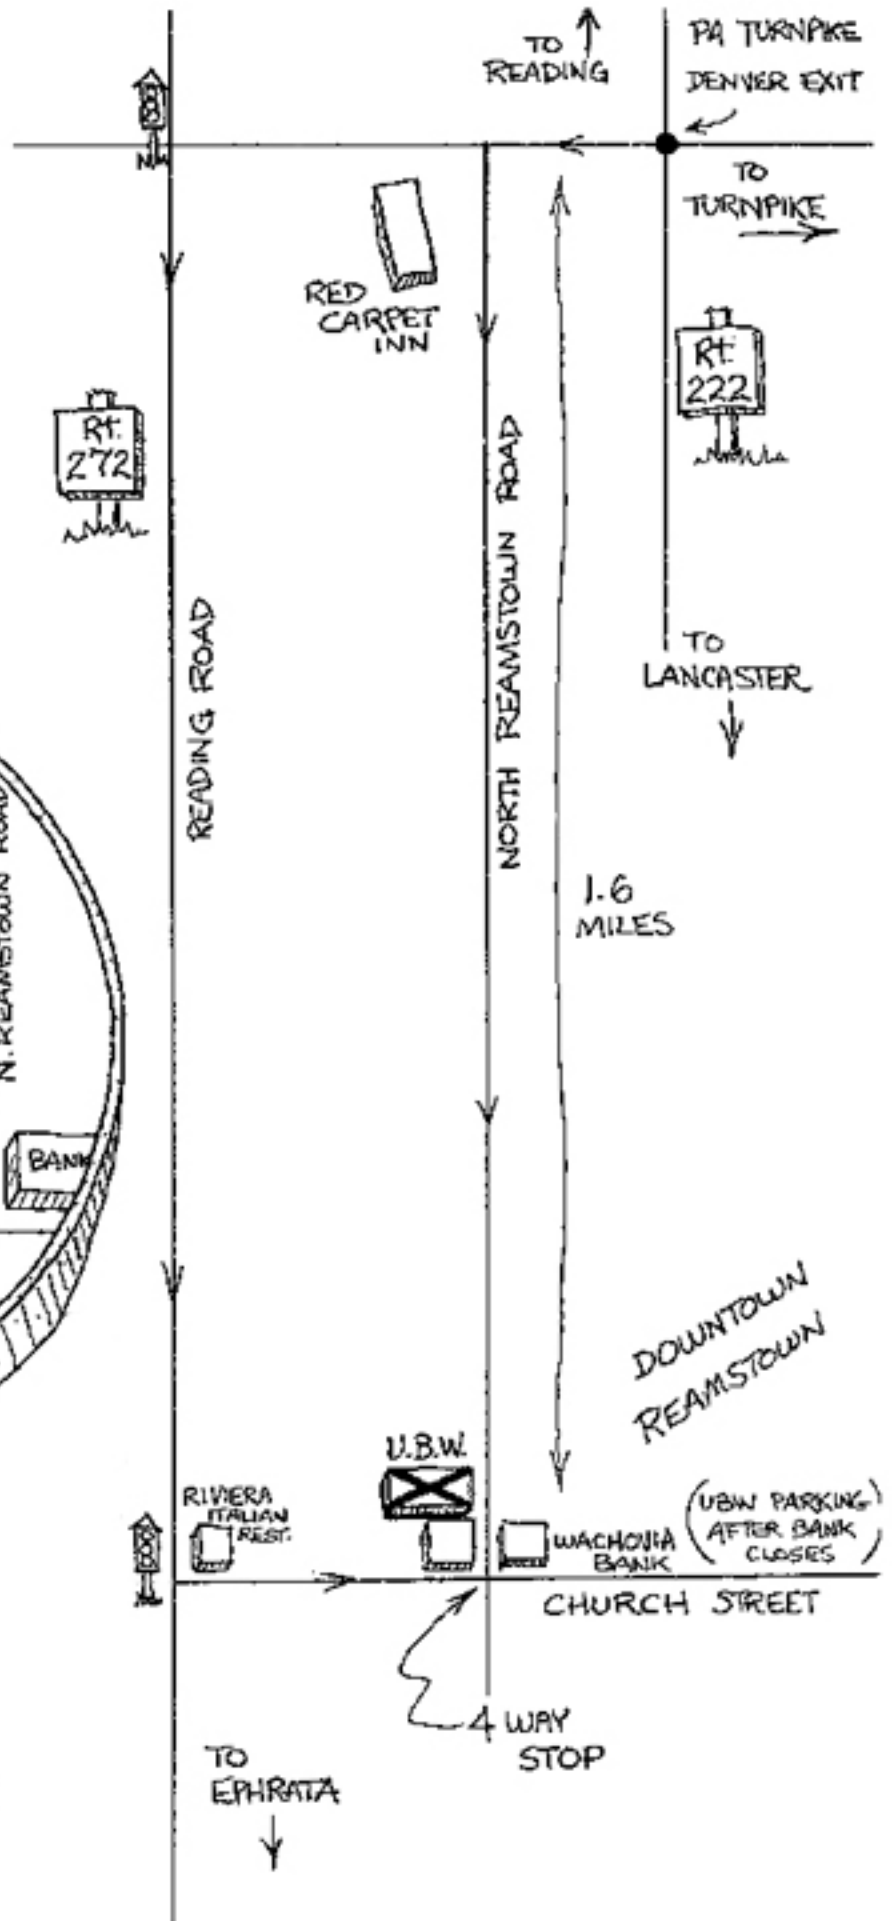 TO
READING
PA TURNPIKE
DENVER EXIT
TO
TURNPIKE
RED
CARPET
INN
Rt.
222
Rt.
272
NORTH REAMSTOWN ROAD
READING ROAD
TO
LANCASTER
N. REAMSTOWN ROAD
1.6
MILES
BANK
DOWNTOWN
REAMSTOWN
U.B.W.
RIVIERA
ITALIAN
REST.
WACHOVIA
BANK
(UBW PARKING
AFTER BANK
CLOSES)
CHURCH STREET
4 WAY
STOP
TO
EPHRATA